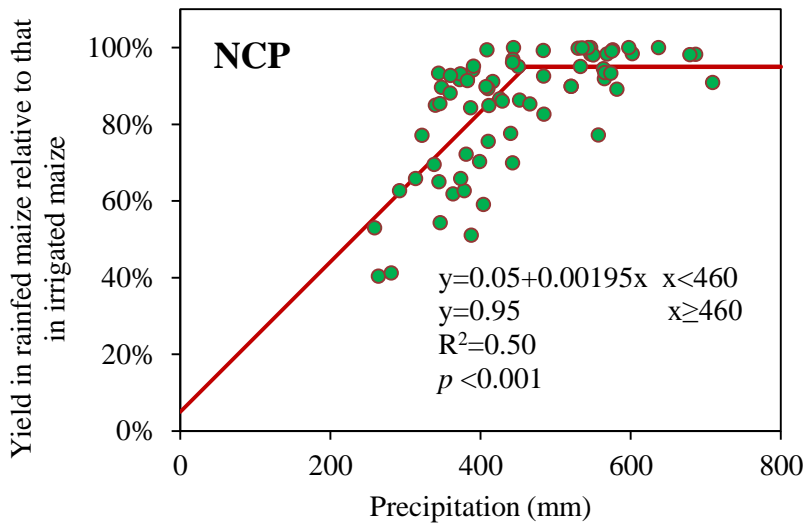 NCP
Yield in rainfed maize relative to that
in irrigated maize
100%
80%
60%
40%
20%
0%
y=0.05+0.00195x x<460
y=0.95 x≥460
R²=0.50
p <0.001
0 200 400 600 800
Precipitation (mm)